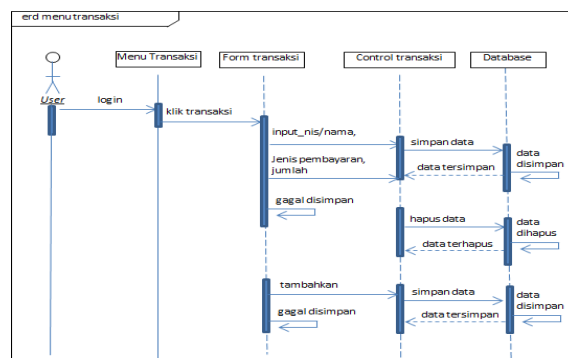 erd menu transaksi
Menu Transaksi
Form transaksi
Control transaksi
Database
User
login
klik transaksi
input_nis/nama,
simpan data
data
disimpan
data tersimpan
Jenis pembayaran,
jumlah
gagal disimpan
hapus data
data
dihapus
data terhapus
tambahkan
simpan data
data
disimpan
gagal disimpan
data tersimpan